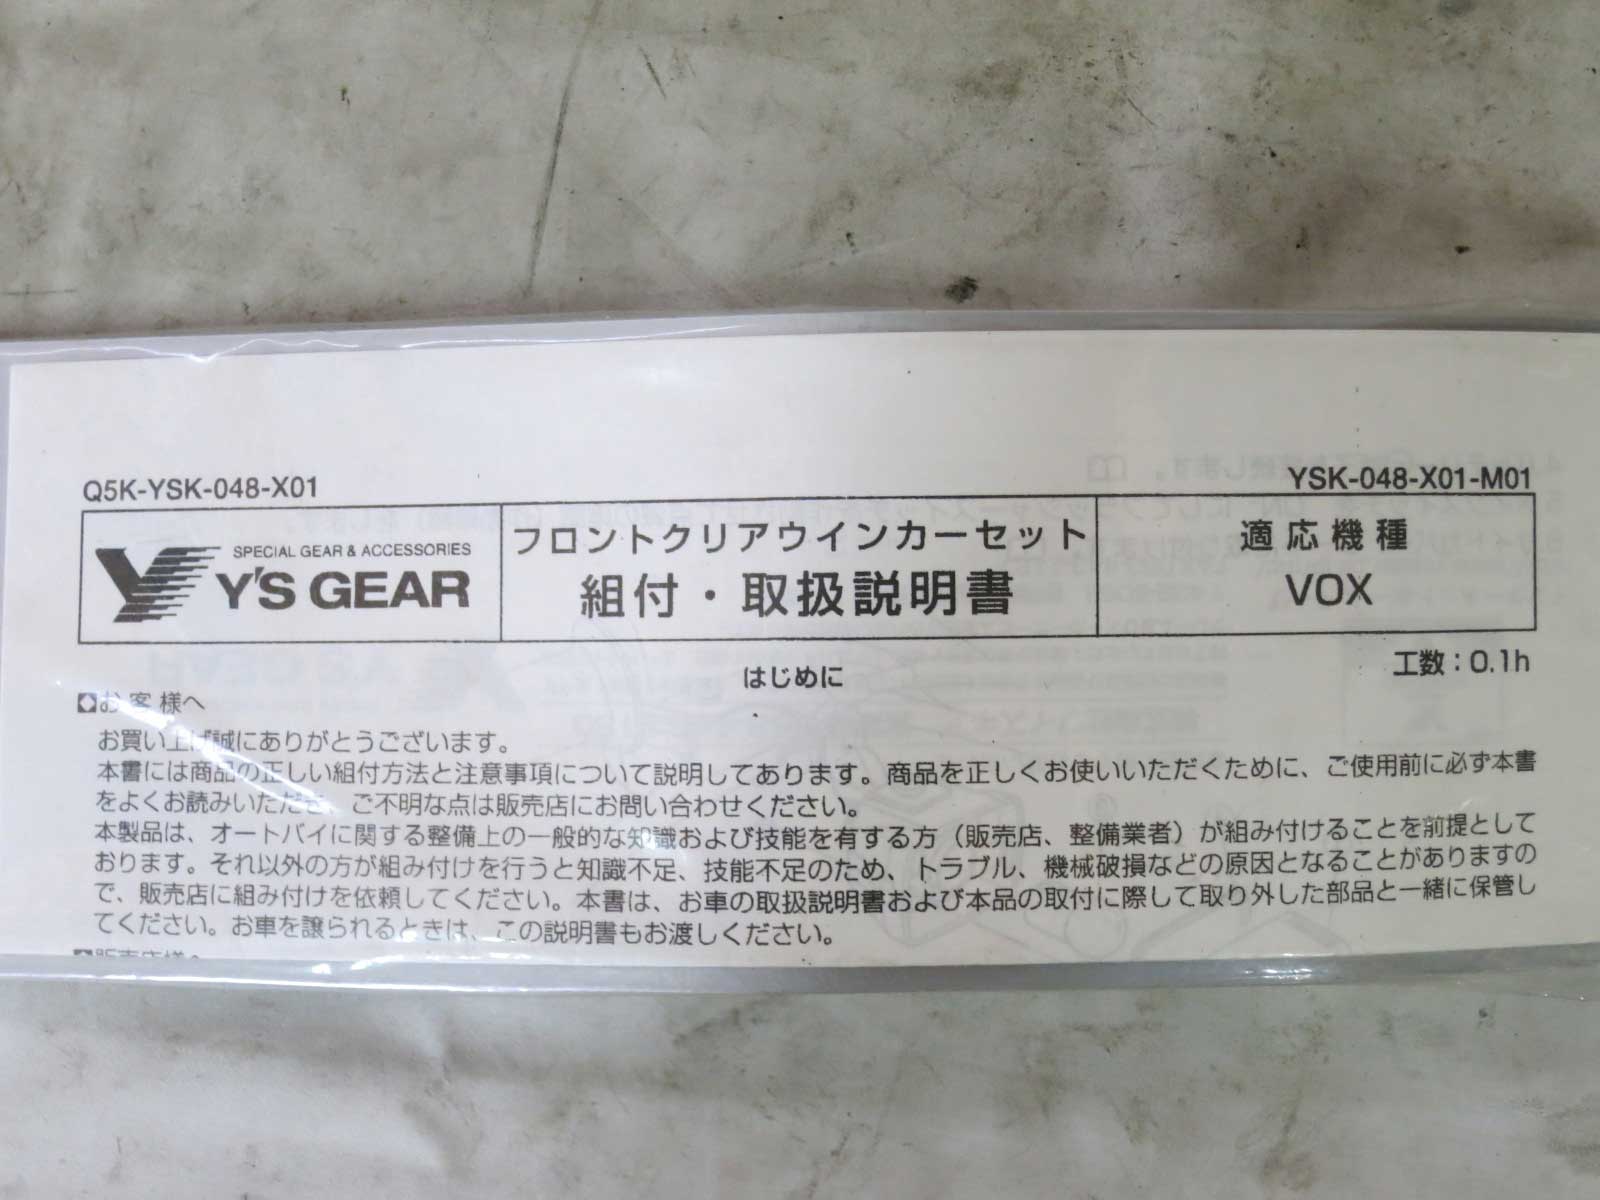 Q5K-YSK-048-X01
YSK-048-X01-M01
SPECIAL GEAR & ACCESSORIES
Y'S GEAR
フロントクリアウインカーセット
組付・取扱説明書
適応機種
VOX
工数：0.1h
はじめに
お客様へ
お買い上げ誠にありがとうございます。
本書には商品の正しい組付方法と注意事項について説明してあります。商品を正しくお使いいただくために、ご使用前に必ず本書
をよくお読みいただき、ご不明な点は販売店にお問い合わせください。
本製品は、オートバイに関する整備上の一般的な知識および技能を有する方（販売店、整備業者）が組み付けることを前提として
おります。それ以外の方が組み付けを行うと知識不足、技能不足のため、トラブル、機械破損などの原因となることがありますの
で、販売店に組み付けを依頼してください。本書は、お車の取扱説明書および本品の取付に際して取り外した部品と一緒に保管し
てください。お車を譲られるときは、この説明書もお渡しください。
販売店様へ